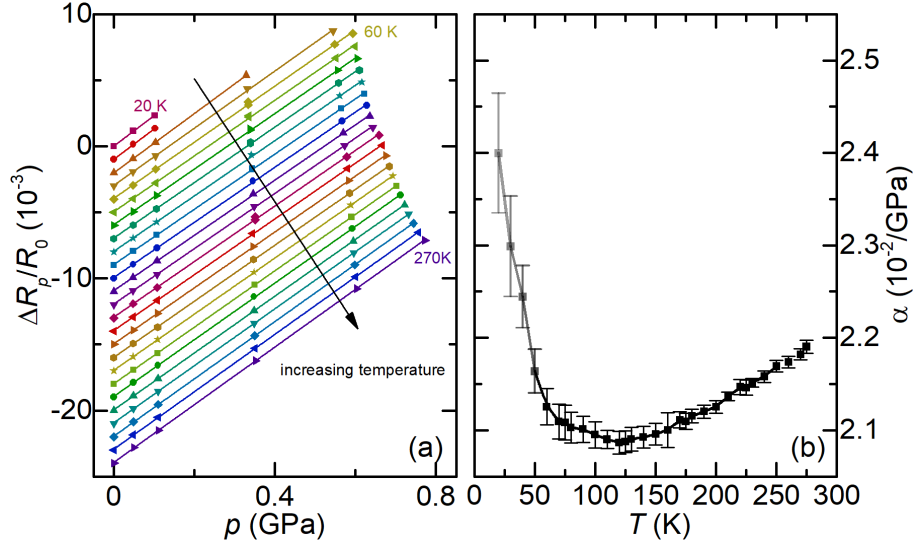 10
0
-10
-20
ΔR_p/R_0 (10^-3)
20 K
60 K
270K
increasing temperature
(a)
0
0.4
0.8
p (GPa)
2.5
2.4
2.3
2.2
2.1
α (10^-2/GPa)
(b)
0
50
100
150
200
250
300
T (K)